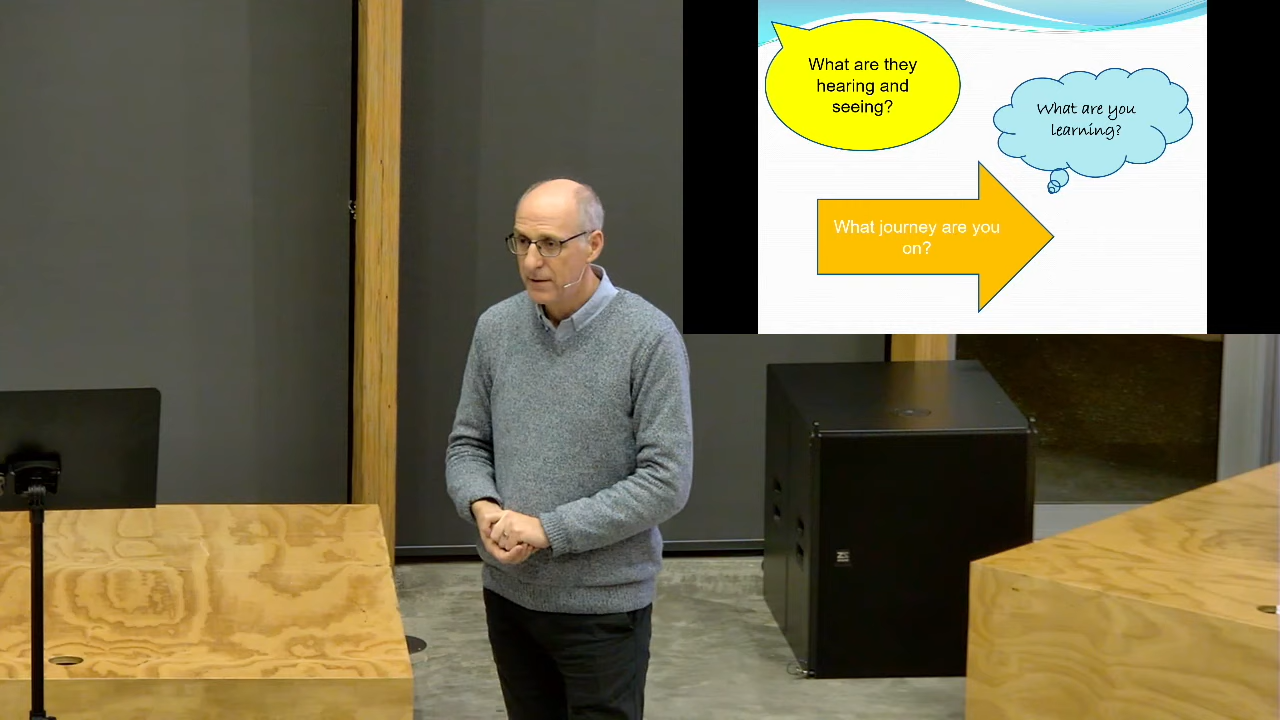 What are they
hearing and
seeing?
What are you
learning?
What journey are you
on?